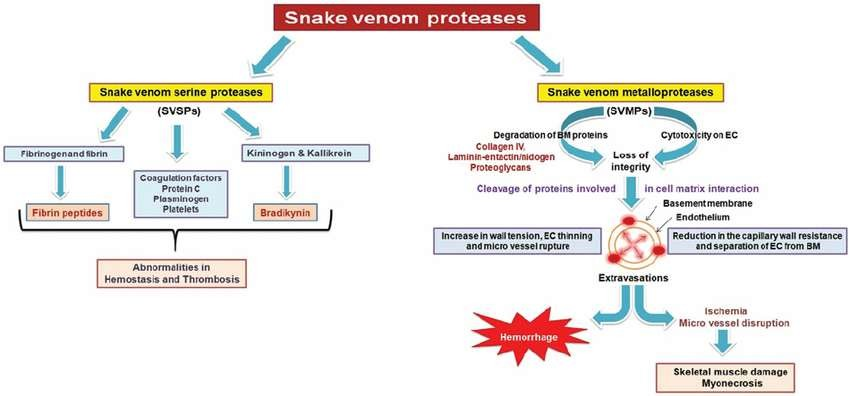 Snake venom proteases
Snake venom serine proteases
(SVSPs)
Fibrinogenand fibrin
Coagulation factors
Protein C
Plasminogen
Platelets
Kininogen & Kallikrein
Fibrin peptides
Bradikynin
Abnormalities in
Hemostasis and Thrombosis
Snake venom metalloproteases
(SVMPs)
Degradation of BM proteins
Collagen IV,
Laminin-entactin/nidogen
Proteoglycans
Cytotoxicity on EC
Loss of
integrity
Cleavage of proteins involved in cell matrix interaction
Basement membrane
Endothelium
Increase in wall tension, EC thinning
and micro vessel rupture
Reduction in the capillary wall resistance
and separation of EC from BM
Extravasations
Hemorrhage
Ischemia
Micro vessel disruption
Skeletal muscle damage
Myonecrosis